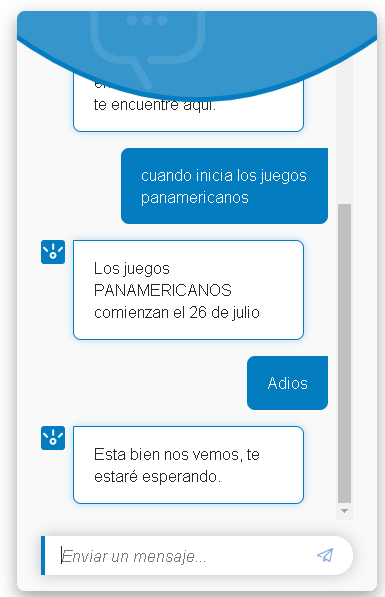 te encuentre aquí.
cuando inicia los juegos
panamericanos
Los juegos
PANAMERICANOS
comienzan el 26 de julio
Adios
Esta bien nos vemos, te
estaré esperando.
Enviar un mensaje...